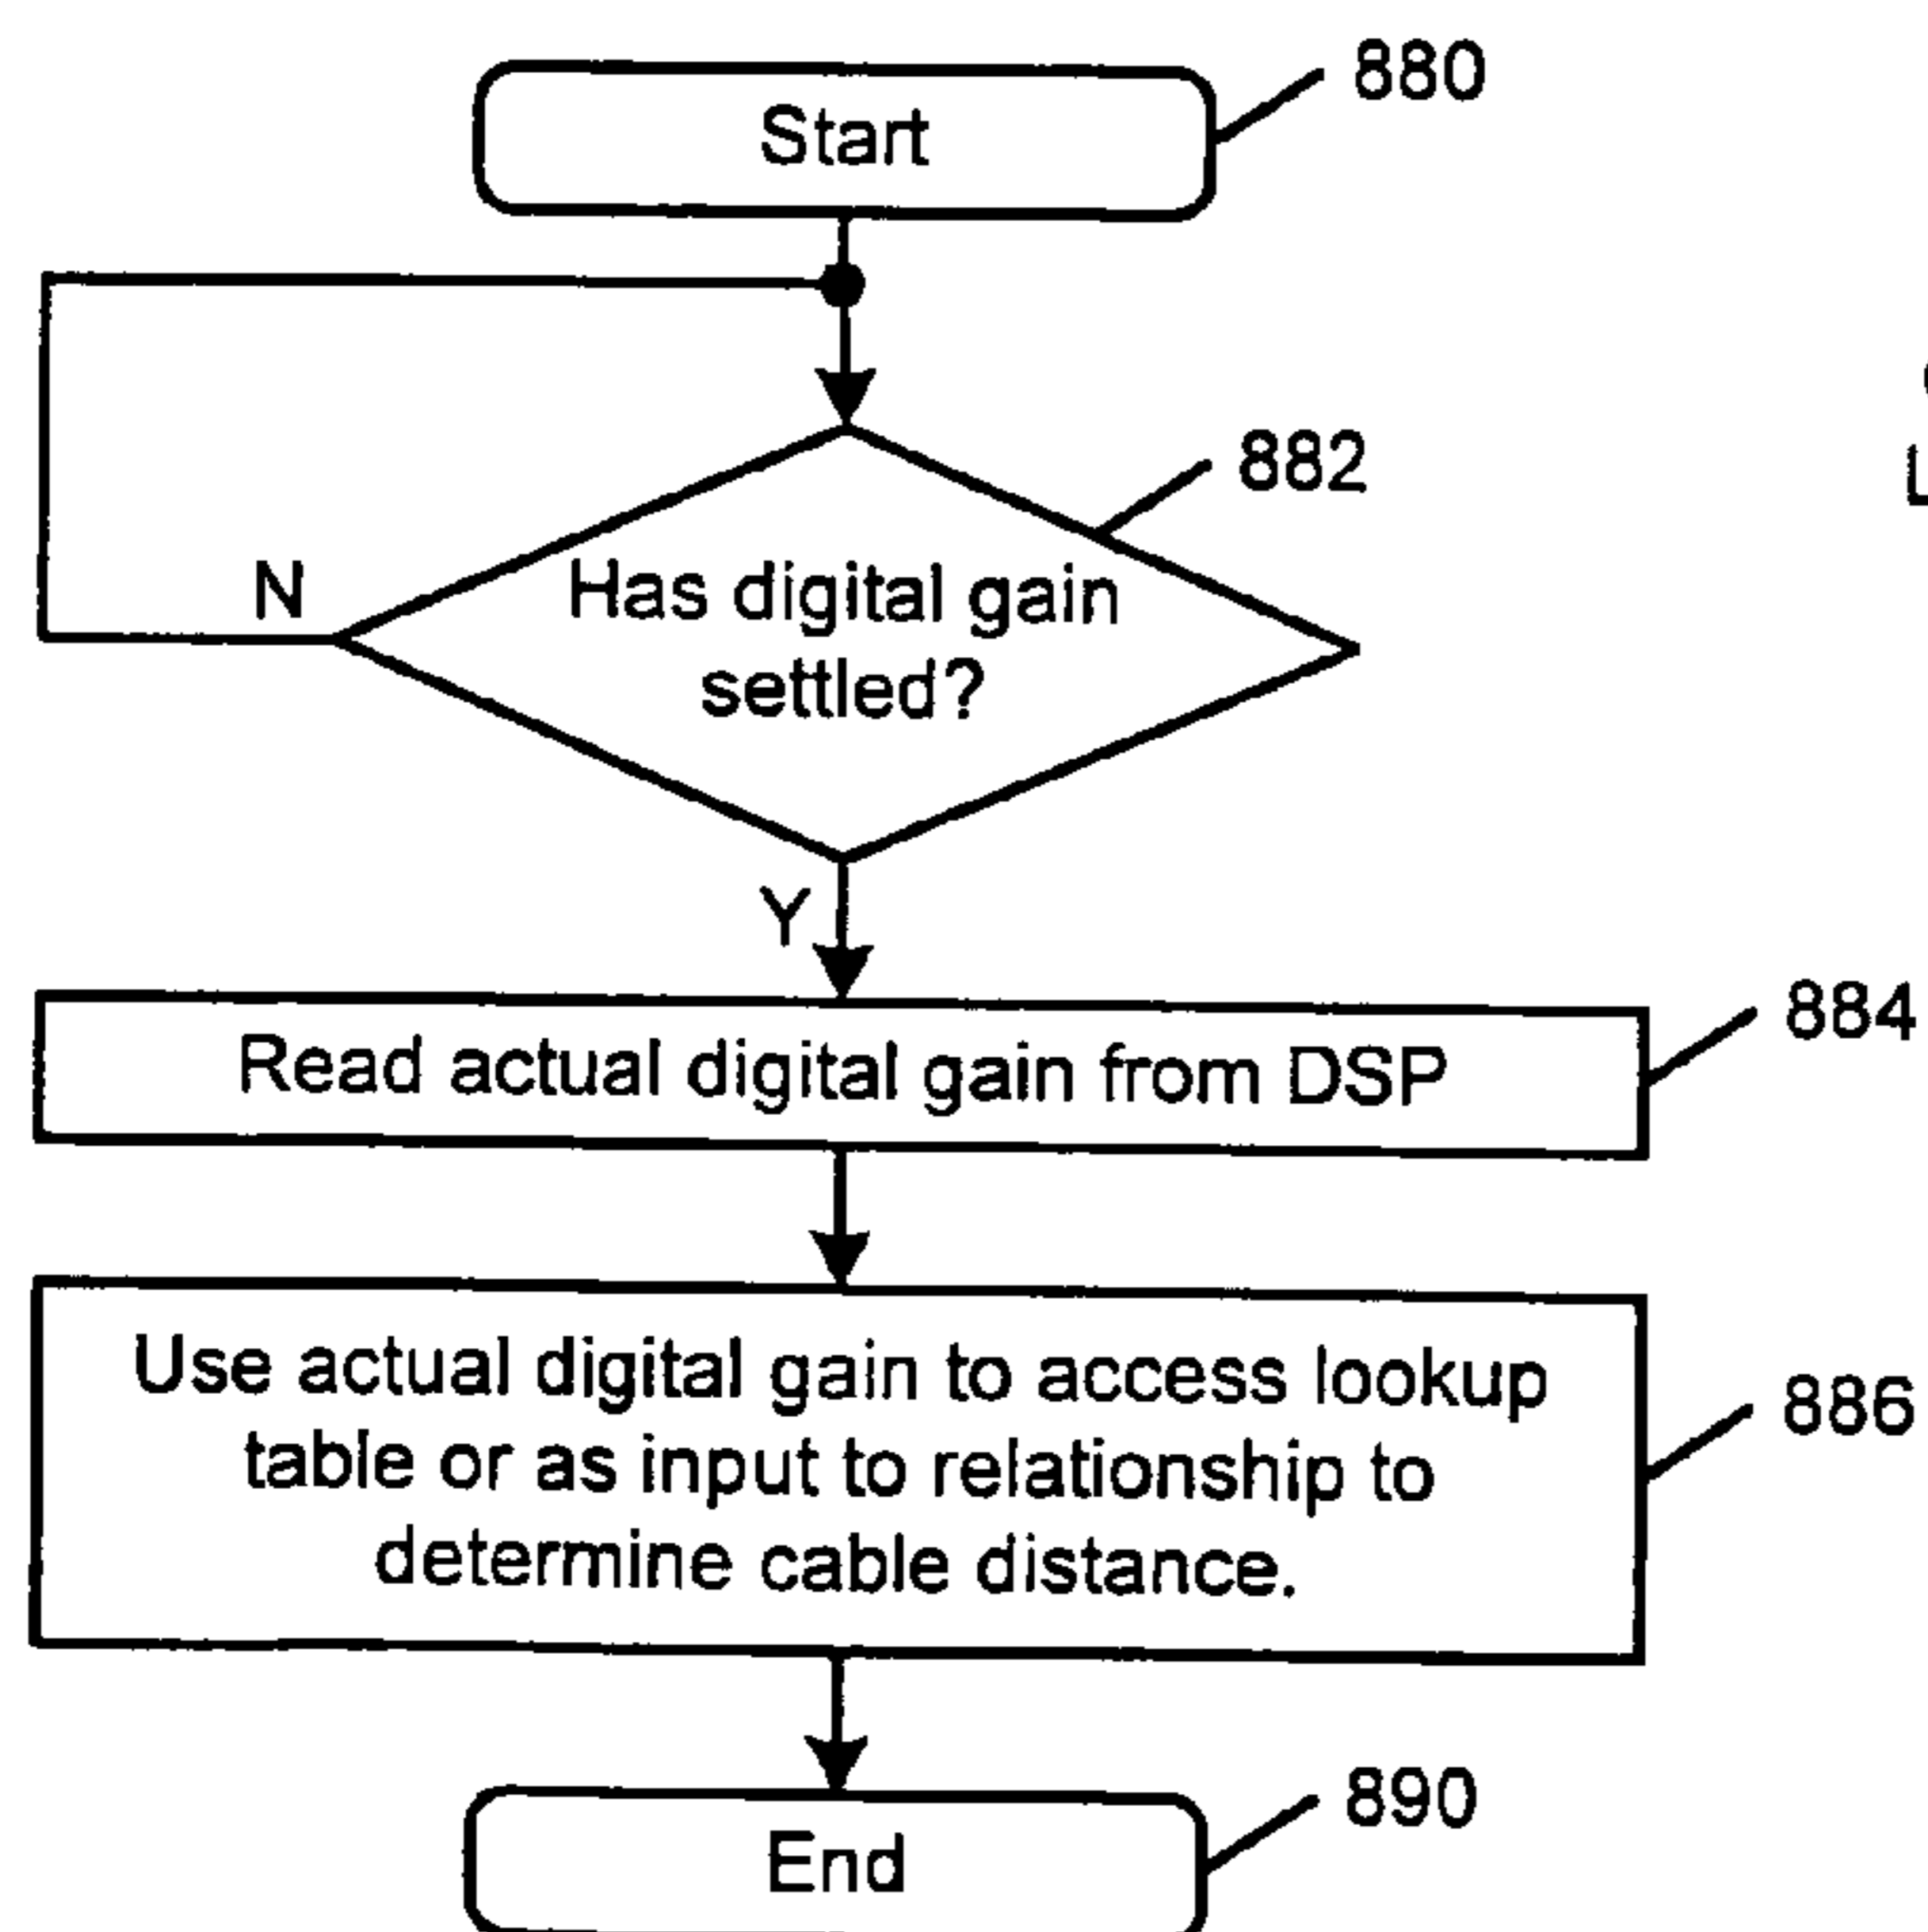 880
Start
882
N
Has digital gain
settled?
Y
884
Read actual digital gain from DSP
886
Use actual digital gain to access lookup
table or as input to relationship to
determine cable distance.
890
End